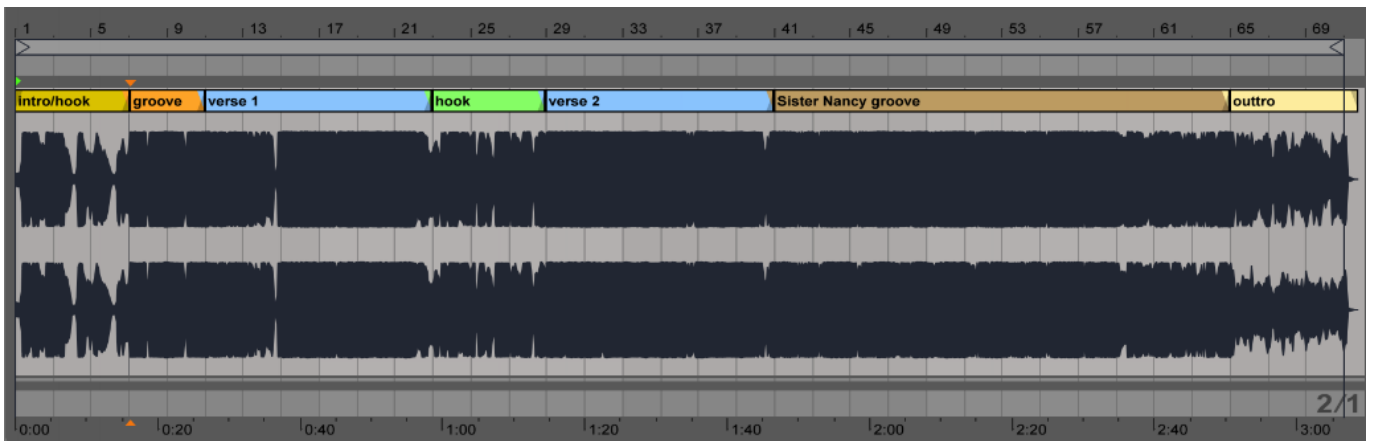 1 5 9 13 17 21 25 29 33 37 41 45 49 53 57 61 65 69
intro/hook groove verse 1 hook verse 2 Sister Nancy groove outtro
2/1
0:00 0:20 0:40 1:00 1:20 1:40 2:00 2:20 2:40 3:00